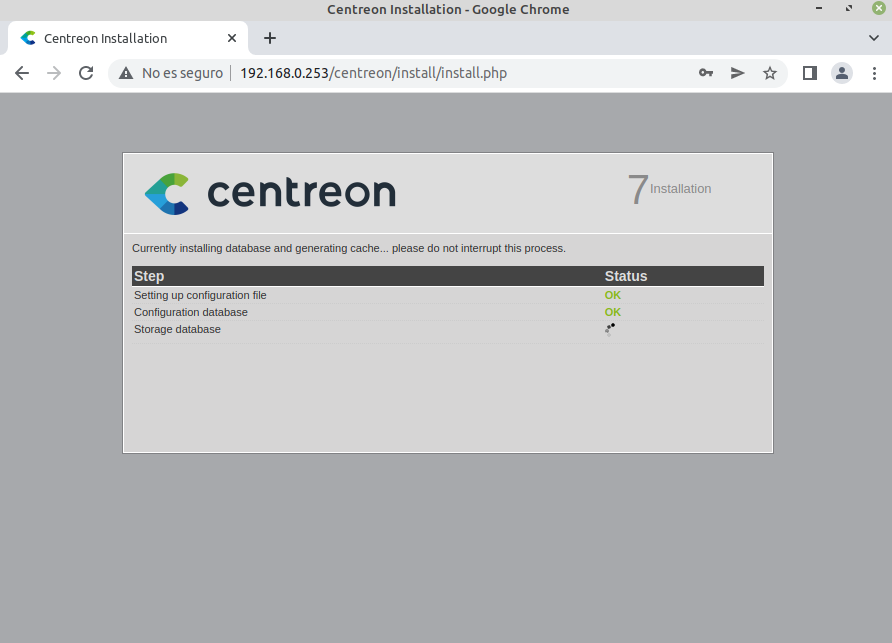 Centreon Installation - Google Chrome
Centreon Installation
No es seguro 192.168.0.253/centreon/install/install.php
centreon
7 Installation
Currently installing database and generating cache... please do not interrupt this process.
Step Status
Setting up configuration file OK
Configuration database OK
Storage database